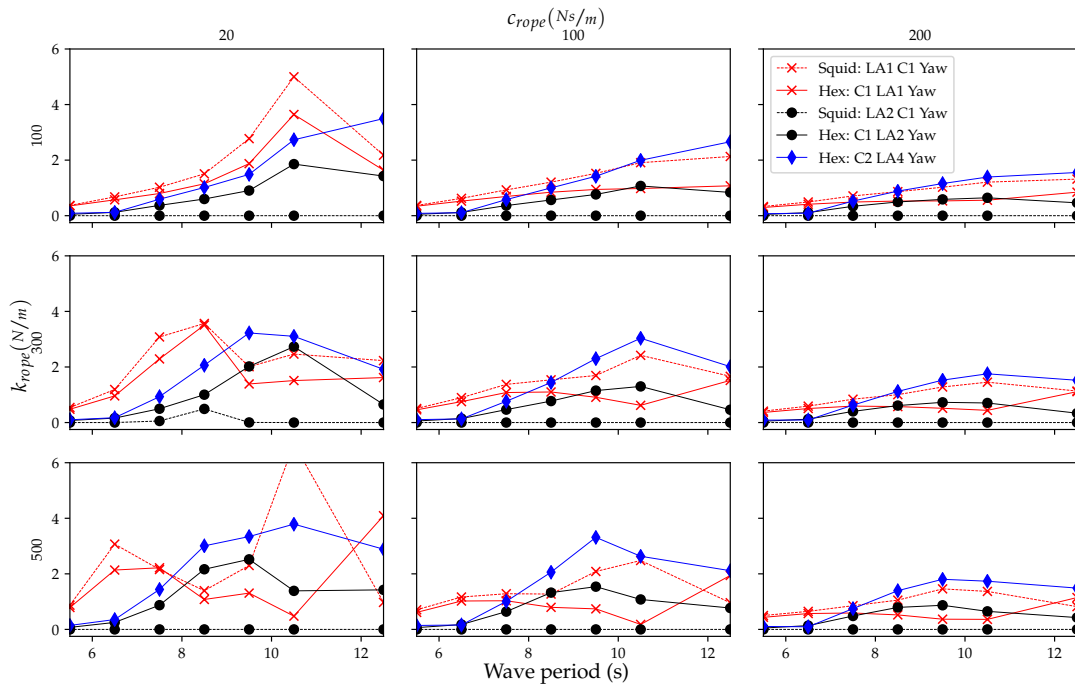 c_rope(Ns/m)
20 100 200
6
4
2
0
100
Squid: LA1 C1 Yaw
Hex: C1 LA1 Yaw
Squid: LA2 C1 Yaw
Hex: C1 LA2 Yaw
Hex: C2 LA4 Yaw
k_rope(N/m)
6
4
2
0
300
6
4
2
0
500
6 8 10 12 6 8 10 12 6 8 10 12
Wave period (s)